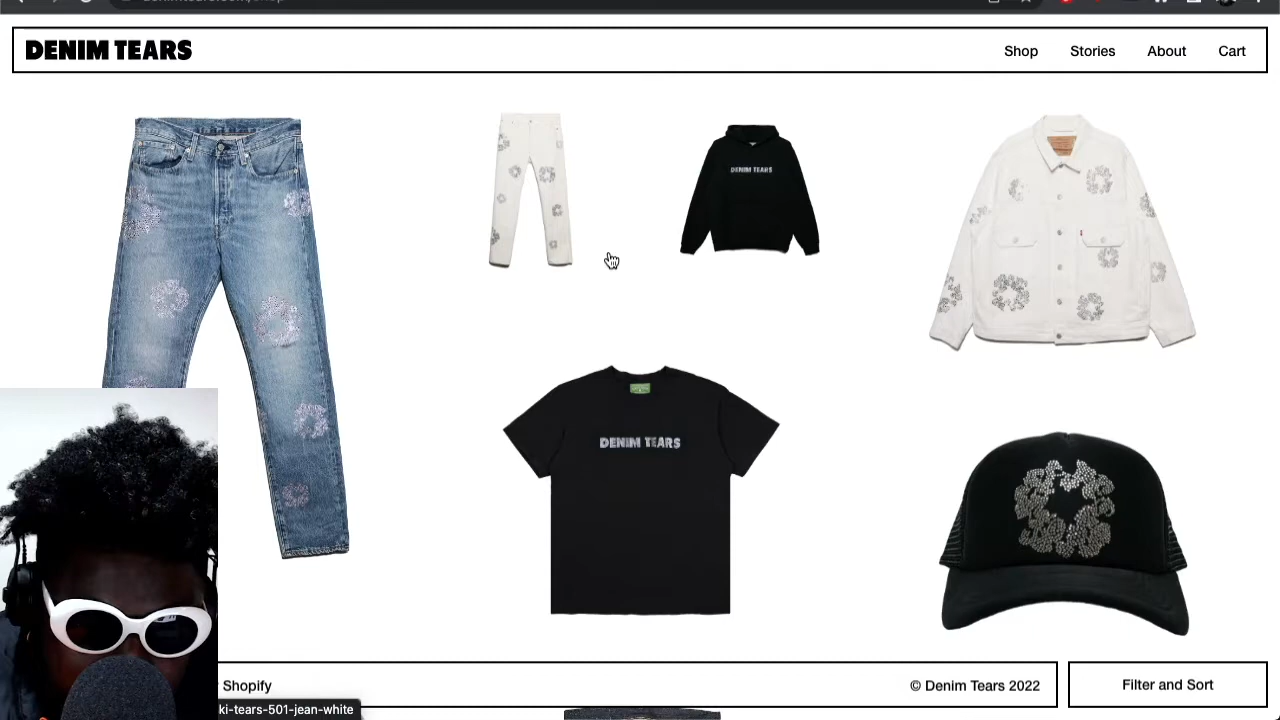 DENIM TEARS
Shop
Stories
About
Cart
DENIM TEARS
DENIM TEARS
Shopify
© Denim Tears 2022
Filter and Sort
ki-tears-501-jean-white